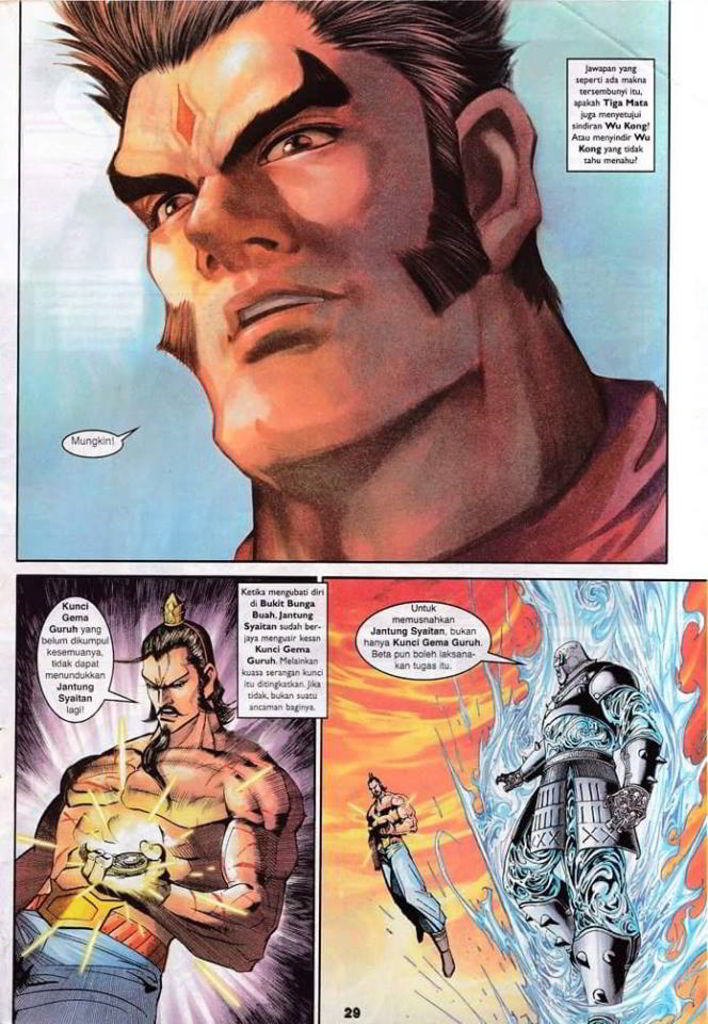 Jawapan yang
seperti ada makna
tersembunyi itu,
apakah Tiga Mata
juga menyetujui
sindiran Wu Kong!
Atau menyindir Wu
Kong yang tidak
tahu menahu?
Mungkin!
Kunci
Gema
Guruh yang
belum dikumpul
kesemuanya,
tidak dapat
menundukkan
Jantung
Syaitan
lagi!
Ketika mengubati diri
di Bukit Bunga
Buah, Jantung
Syaitan sudah ber-
jaya menguasir kesan
Kunci Gema
Guruh. Melainkan
kuasa serangan kunci
itu ditingkatkan. Jika
tidak, bukan suatu
ancaman baginya.
Untuk
memusnahkan
Jantung Syaitan, bukan
hanya Kunci Gema Guruh.
Beta pun boleh laksana-
kan tugas itu.
29